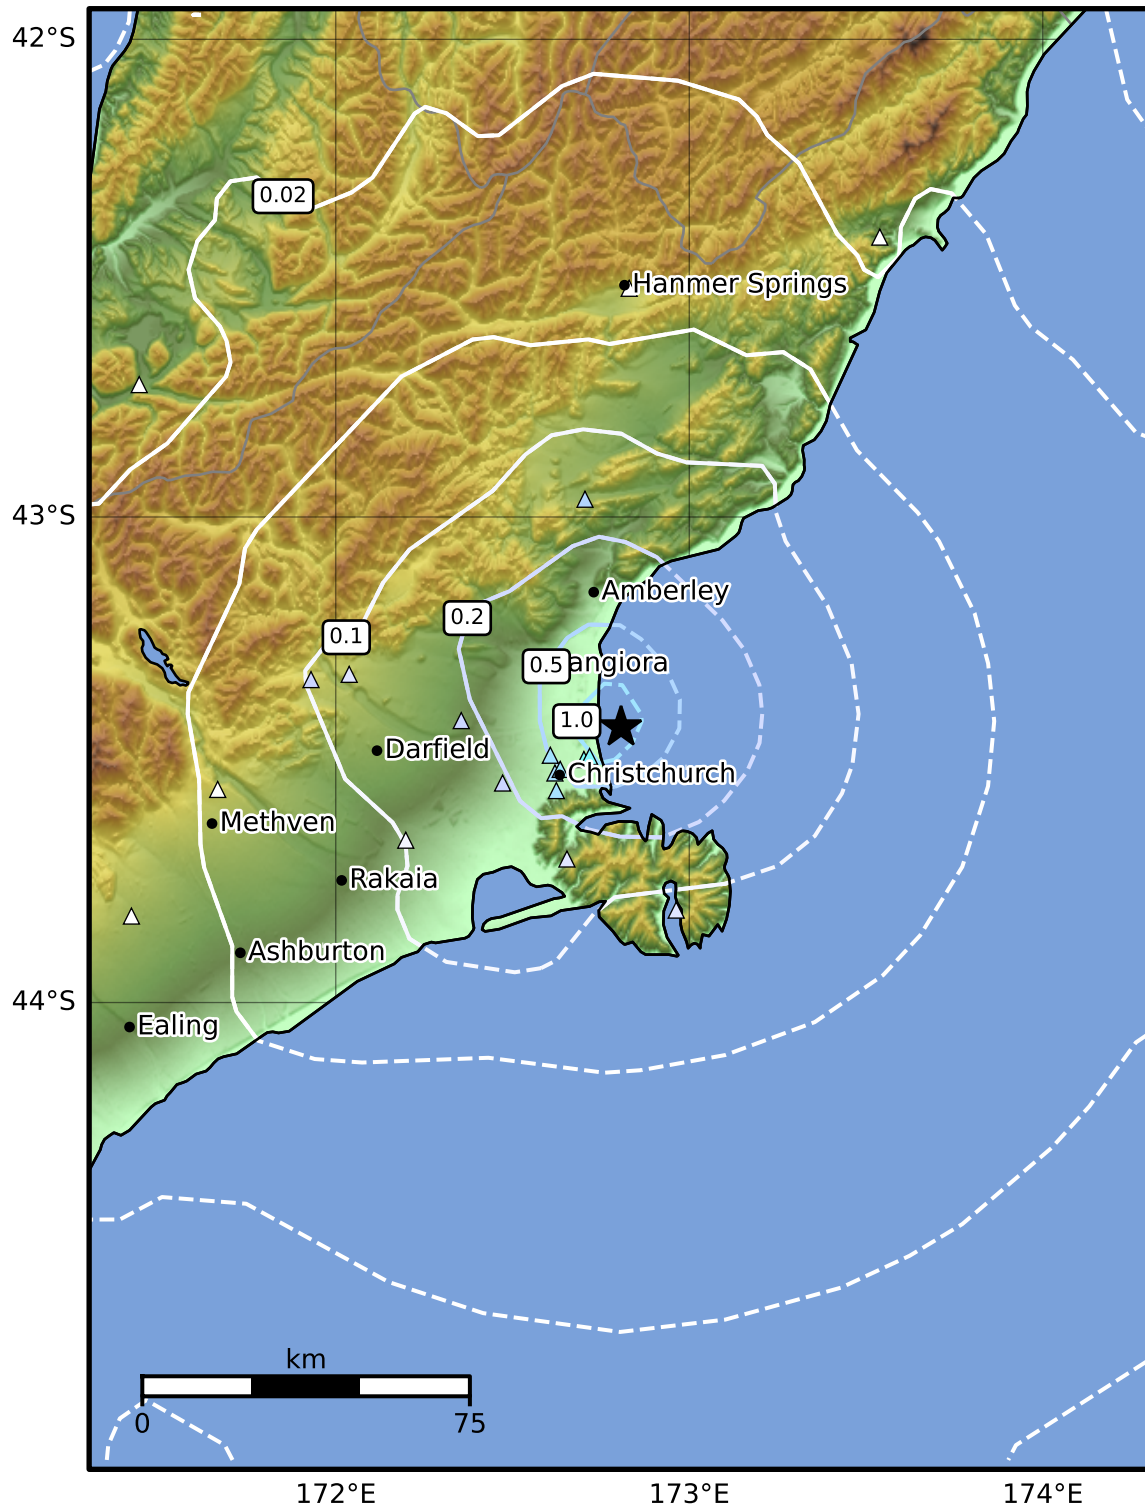 42°S
0.02
Hanmer Springs
43°S
Amberley
0.2
0.1
0.5
angiora
1.0
Darfield
Christchurch
Methven
Rakaia
Ashburton
44°S
Ealing
km
0
75
172°E
173°E
174°E